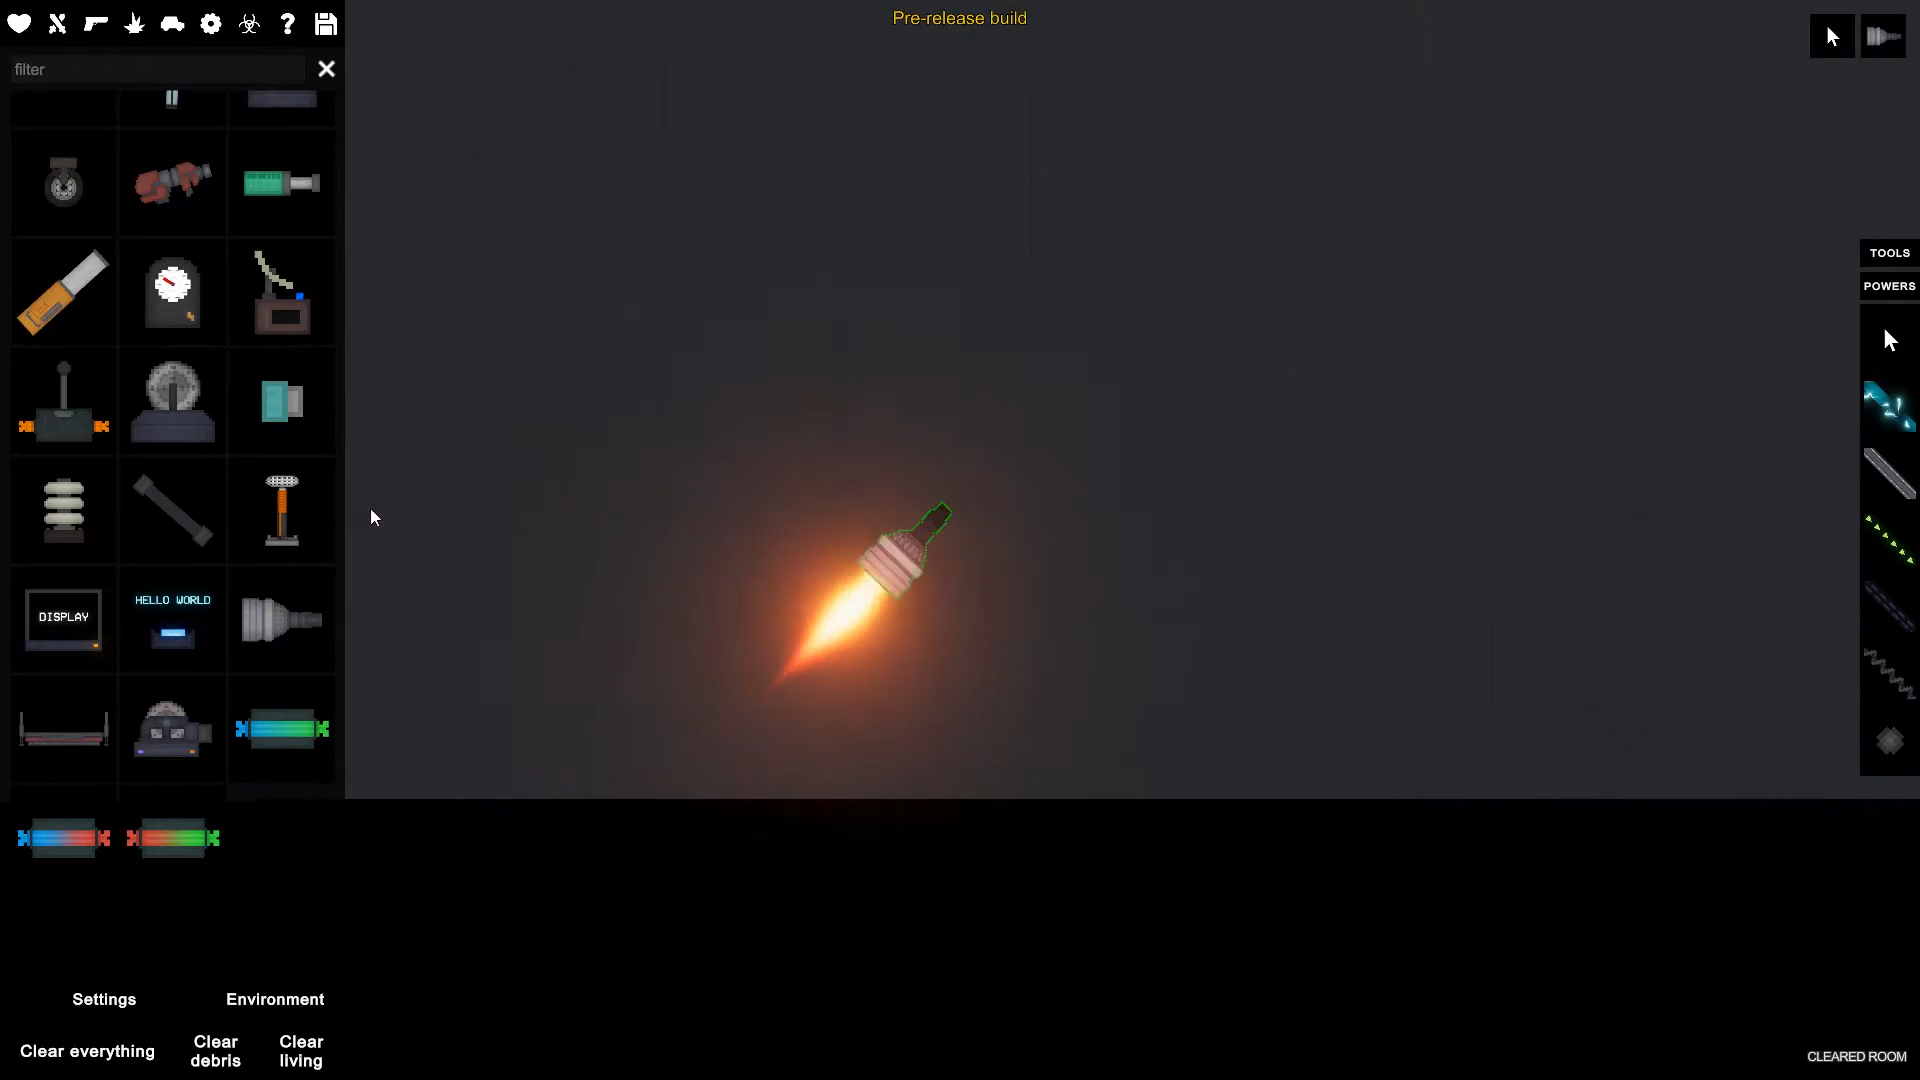 Pre-release build
filter
TOOLS
POWERS
DISPLAY
HELLO WORLD
Settings
Environment
Clear everything
Clear
debris
Clear
living
CLEARED ROOM